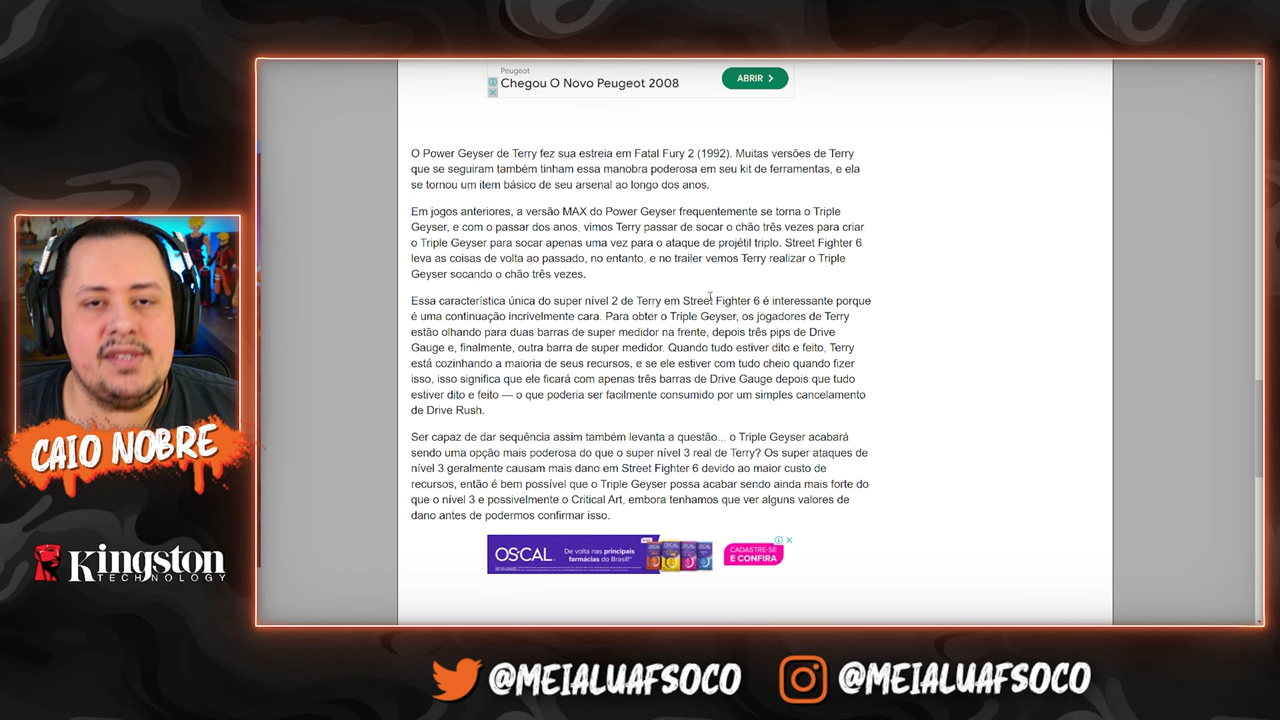 Peugeot
Chegou O Novo Peugeot 2008
ABRIR
O Power Geyser de Terry fez sua estreia em Fatal Fury 2 (1992). Muitas versões de Terry
que se seguiram também tinham essa manobra poderosa em seu kit de ferramentas, e ela
se tornou um item básico de seu arsenal ao longo dos anos.
Em jogos anteriores, a versão MAX do Power Geyser frequentemente se torna o Triple
Geyser, e com o passar dos anos, vimos Terry passar de socar o chão três vezes para criar
o Triple Geyser para socar apenas uma vez para o ataque de projétil triplo. Street Fighter 6
leva as coisas de volta ao passado, no entanto, e no trailer vemos Terry realizar o Triple
Geyser socando o chão três vezes.
Essa característica única do super nível 2 de Terry em Street Fighter 6 é interessante porque
é uma continuação incrivelmente cara. Para obter o Triple Geyser, os jogadores de Terry
estão olhando para duas barras de super medidor na frente, depois três pips de Drive
Gauge e, finalmente, outra barra de super medidor. Quando tudo estiver dito e feito, Terry
está cozinhando a maioria de seus recursos, e se ele estiver com tudo cheio quando fizer
isso, isso significa que ele ficará com apenas três barras de Drive Gauge depois que tudo
estiver dito e feito — o que poderia ser facilmente consumido por um simples cancelamento
de Drive Rush.
Ser capaz de dar sequência assim também levanta a questão... o Triple Geyser acabará
sendo uma opção mais poderosa do que o super nível 3 real de Terry? Os super ataques de
nível 3 geralmente causam mais dano em Street Fighter 6 devido ao maior custo de
recursos, então é bem possível que o Triple Geyser possa acabar sendo ainda mais forte do
que o nível 3 e possivelmente o Critical Art, embora tenhamos que ver alguns valores de
dano antes de podermos confirmar isso.
OS:CAL
De volta nas principais
farmácias do Brasil!
CADASTRE-SE
E CONFIRA
CAIO NOBRE
Kingston
TECHNOLOGY
@MEIALUAFSOCO
@MEIALUAFSOCO